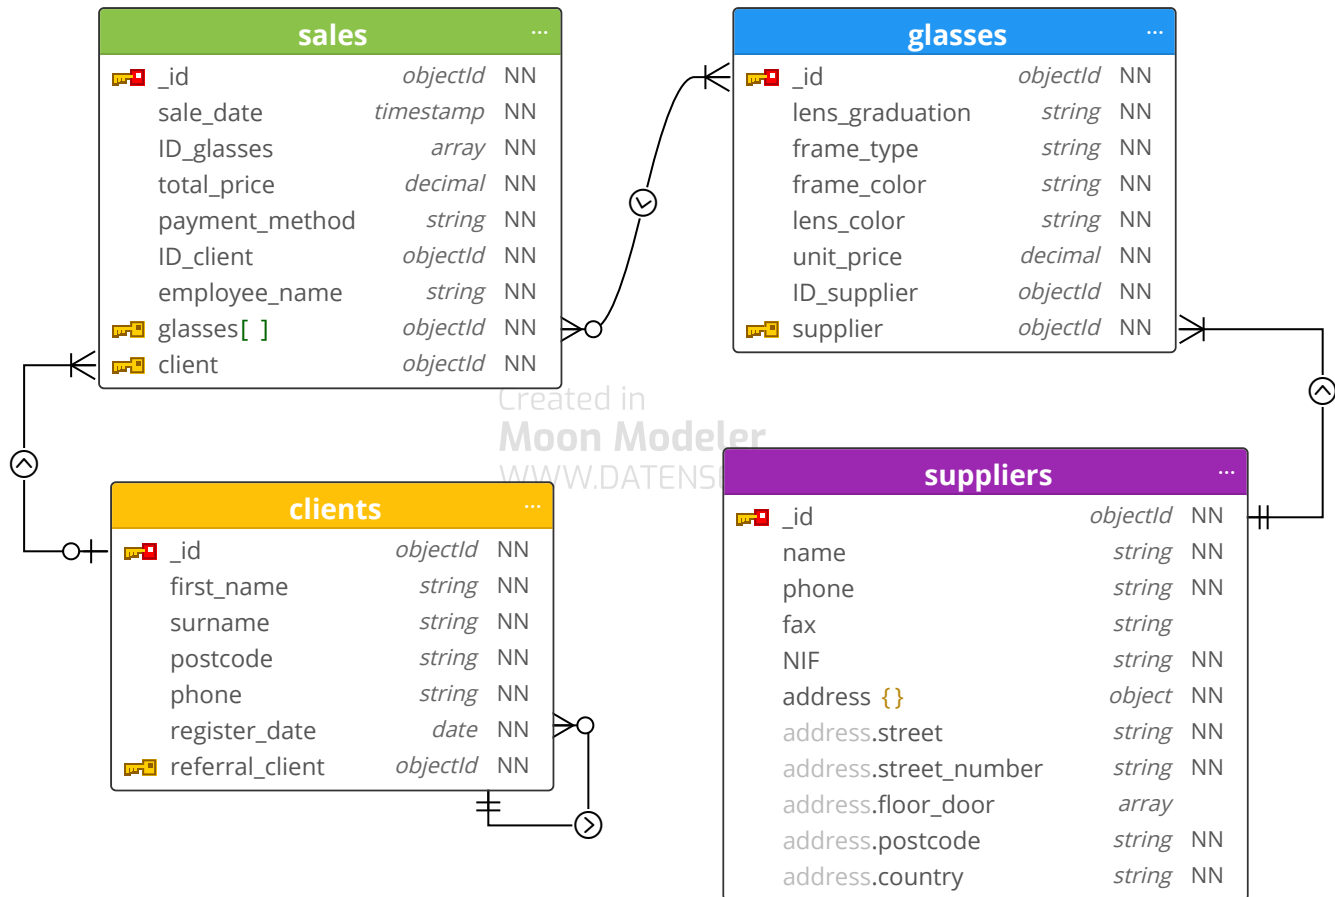 sales ...
_id objectId NN
sale_date timestamp NN
ID_glasses array NN
total_price decimal NN
payment_method string NN
ID_client objectId NN
employee_name string NN
glasses[ ] objectId NN
client objectId NN
glasses ...
_id objectId NN
lens_graduation string NN
frame_type string NN
frame_color string NN
lens_color string NN
unit_price decimal NN
ID_supplier objectId NN
supplier objectId NN
Created in
Moon Modeler
clients ...
_id objectId NN
first_name string NN
surname string NN
postcode string NN
phone string NN
register_date date NN
referral_client objectId NN
suppliers ...
_id objectId NN
name string NN
phone string NN
fax string
NIF string NN
address {} object NN
address.street string NN
address.street_number string NN
address.floor_door array
address.postcode string NN
address.country string NN